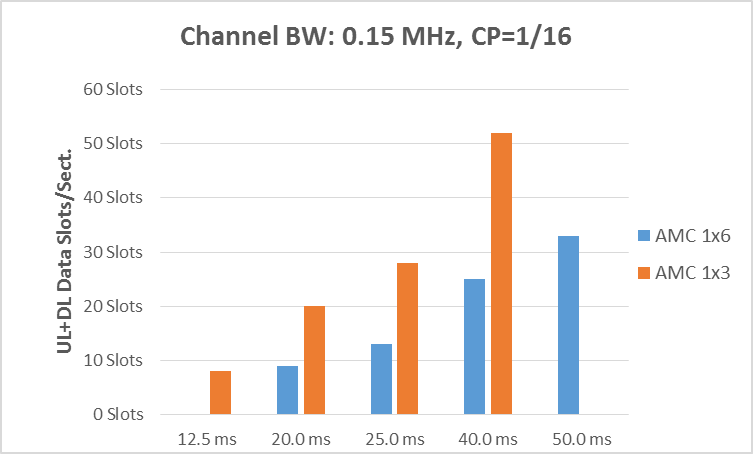 Channel BW: 0.15 MHz, CP=1/16
UL+DL Data Slots/Sect.
60 Slots
50 Slots
40 Slots
30 Slots
20 Slots
10 Slots
0 Slots
12.5 ms
20.0 ms
25.0 ms
40.0 ms
50.0 ms
AMC 1x6
AMC 1x3